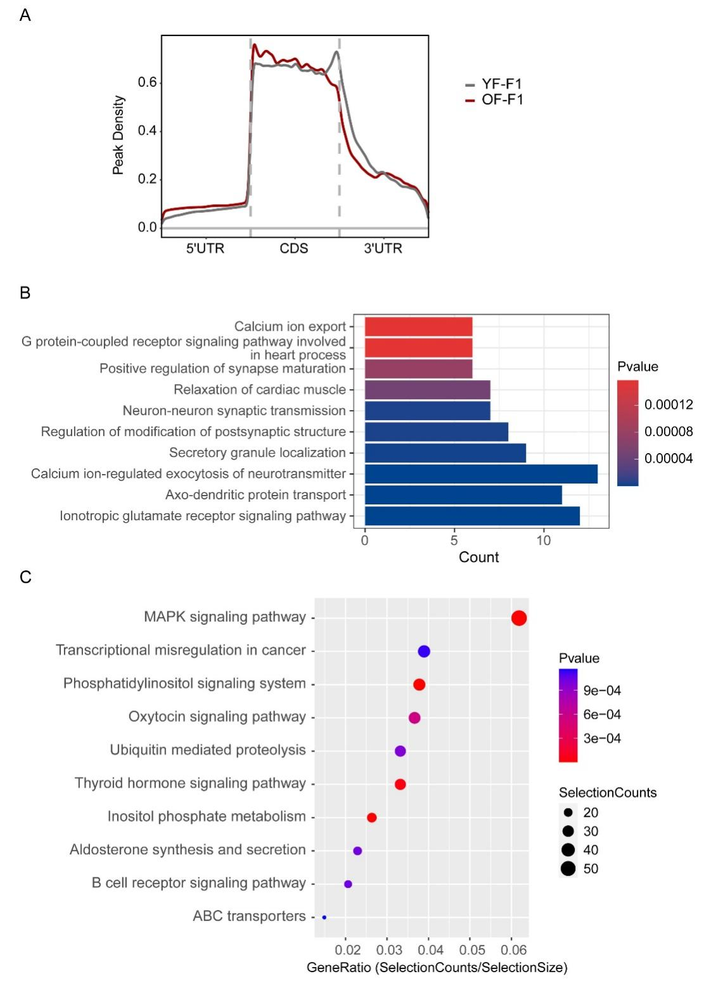 A
Peak Density
0.6
0.4
0.2
0.0
5'UTR
CDS
3'UTR
YF-F1
OF-F1
B
Calcium ion export
G protein-coupled receptor signaling pathway involved
in heart process
Positive regulation of synapse maturation
Relaxation of cardiac muscle
Neuron-neuron synaptic transmission
Regulation of modification of postsynaptic structure
Secretory granule localization
Calcium ion-regulated exocytosis of neurotransmitter
Axo-dendritic protein transport
Ionotropic glutamate receptor signaling pathway
0 5 10
Count
Pvalue
0.00012
0.00008
0.00004
C
MAPK signaling pathway
Transcriptional misregulation in cancer
Phosphatidylinositol signaling system
Oxytocin signaling pathway
Ubiquitin mediated proteolysis
Thyroid hormone signaling pathway
Inositol phosphate metabolism
Aldosterone synthesis and secretion
B cell receptor signaling pathway
ABC transporters
0.02 0.03 0.04 0.05 0.06
GeneRatio (SelectionCounts/SelectionSize)
Pvalue
9e−04
6e−04
3e−04
SelectionCounts
20
30
40
50